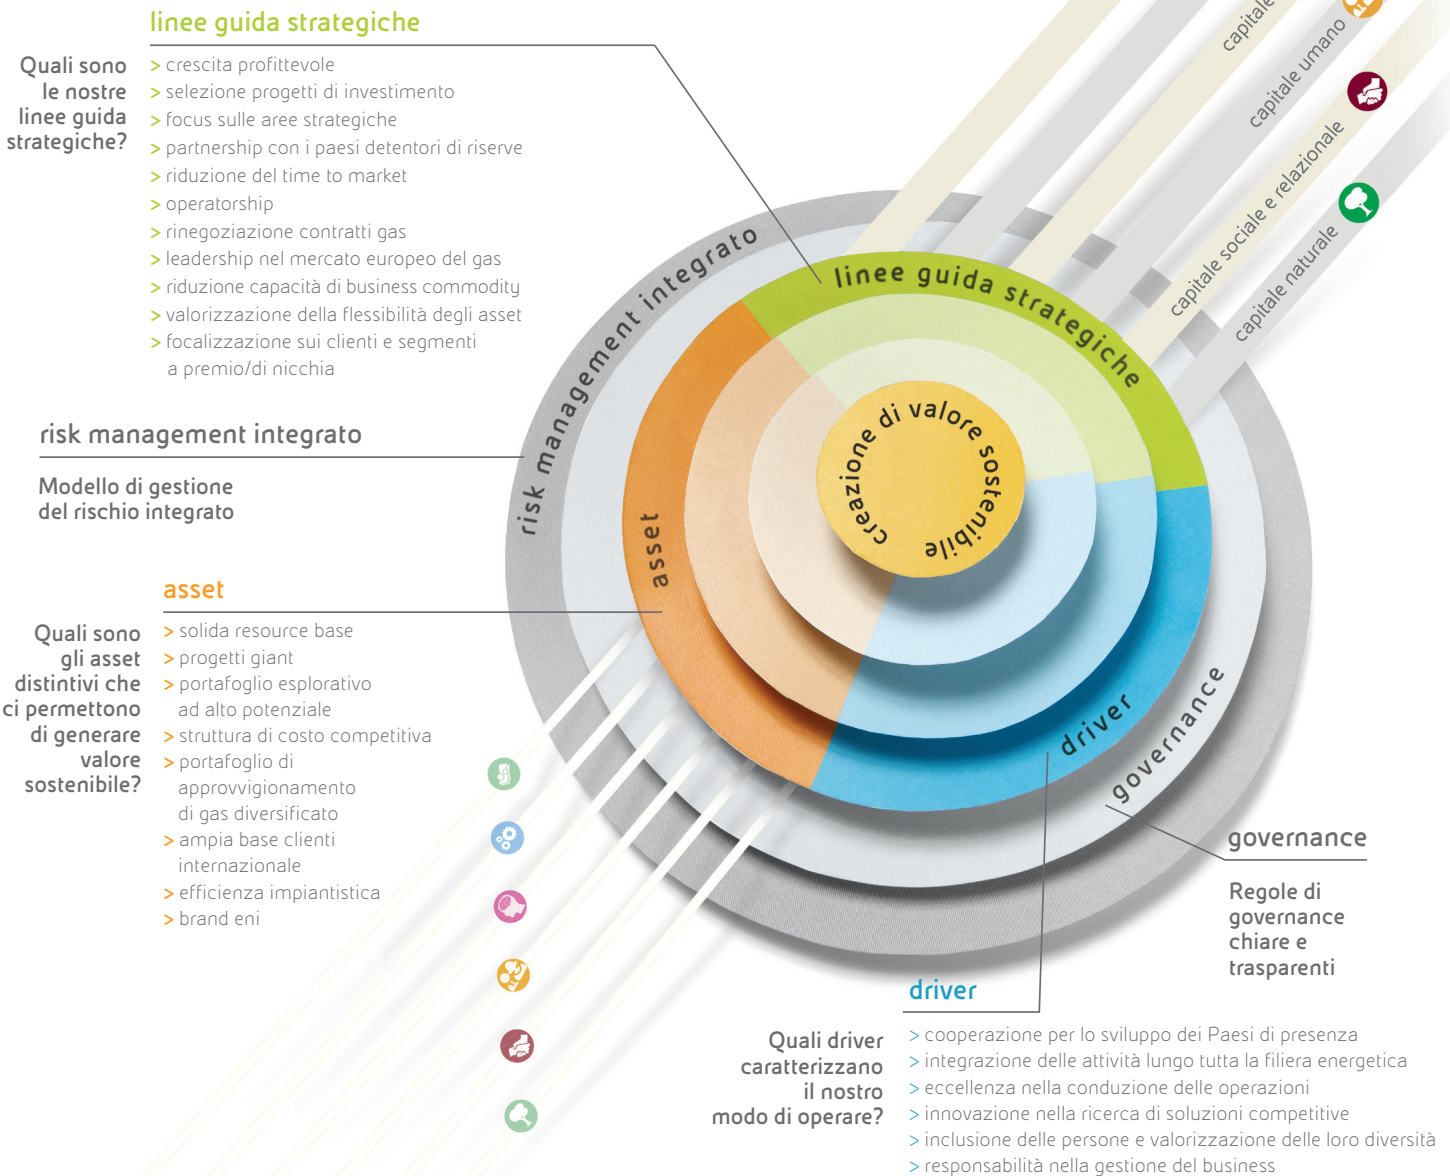 linee guida strategiche
Quali sono
le nostre
linee guida
strategiche?
> crescita profittevole
> selezione progetti di investimento
> focus sulle aree strategiche
> partnership con i paesi detentori di riserve
> riduzione del time to market
> operatorship
> rinegoziazione contratti gas
> leadership nel mercato europeo del gas
> riduzione capacità di business commodity
> valorizzazione della flessibilità degli asset
> focalizzazione sui clienti e segmenti
a premio/di nicchia
capitale
capitale umano
capitale sociale e relazionale
capitale naturale
risk management integrato
linee guida strategiche
creazione di valore sostenibile
asset
driver
governance
risk management integrato
Modello di gestione
del rischio integrato
asset
Quali sono
gli asset
distintivi che
ci permettono
di generare
valore
sostenibile?
> solida resource base
> progetti giant
> portafoglio esplorativo
ad alto potenziale
> struttura di costo competitiva
> portafoglio di
approvvigionamento
di gas diversificato
> ampia base clienti
internazionale
> efficienza impiantistica
> brand eni
governance
Regole di
governance
chiare e
trasparenti
driver
Quali driver
caratterizzano
il nostro
modo di operare?
> cooperazione per lo sviluppo dei Paesi di presenza
> integrazione delle attività lungo tutta la filiera energetica
> eccellenza nella conduzione delle operazioni
> innovazione nella ricerca di soluzioni competitive
> inclusione delle persone e valorizzazione delle loro diversità
> responsabilità nella gestione del business